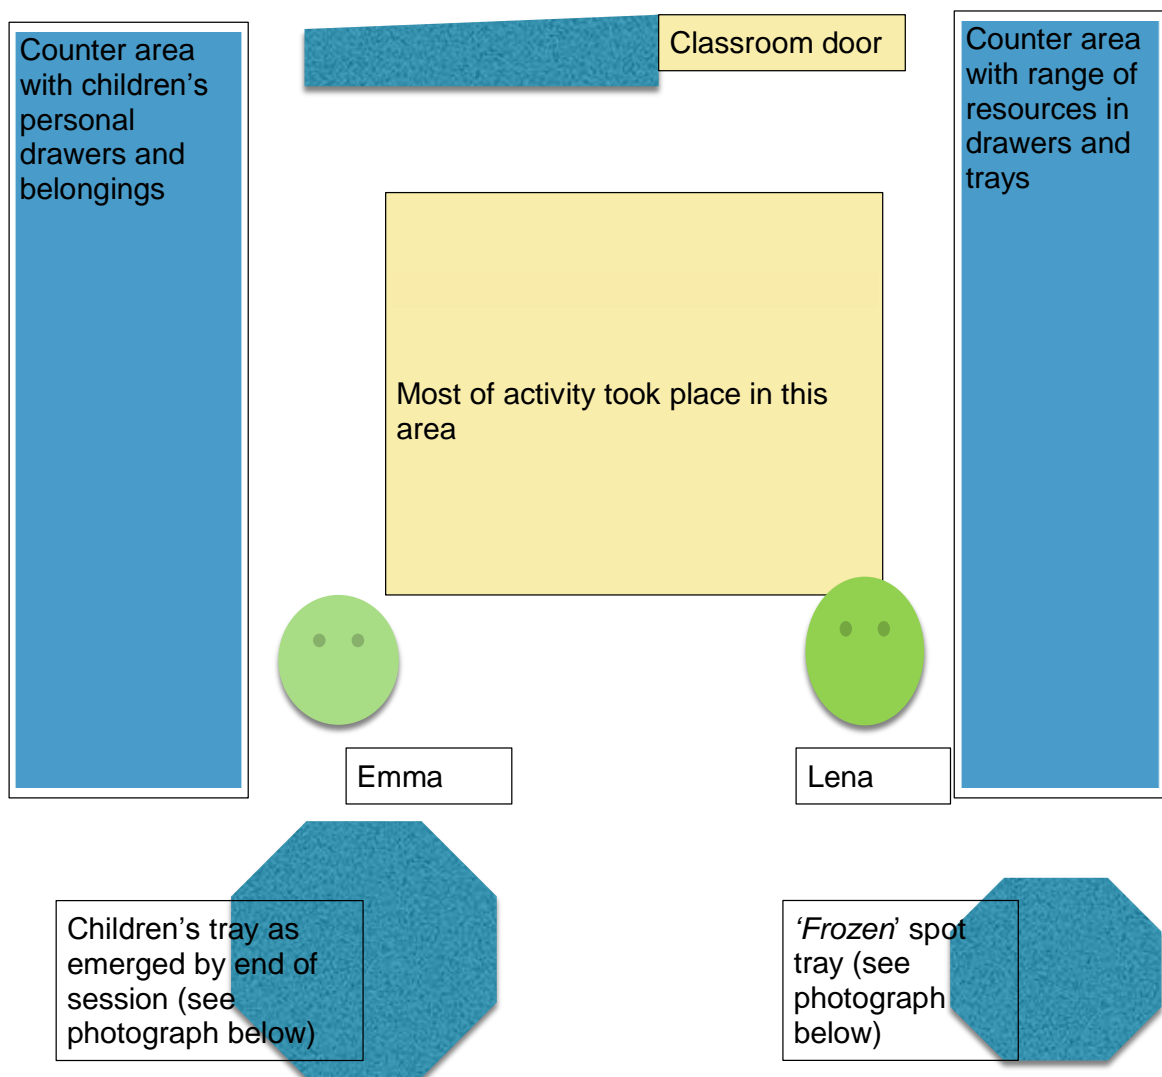 Counter area
with children’s
personal
drawers and
belongings
Classroom door
Counter area
with range of
resources in
drawers and
trays
Most of activity took place in this
area
Emma
Lena
Children’s tray as
emerged by end of
session (see
photograph below)
‘Frozen’ spot
tray (see
photograph
below)